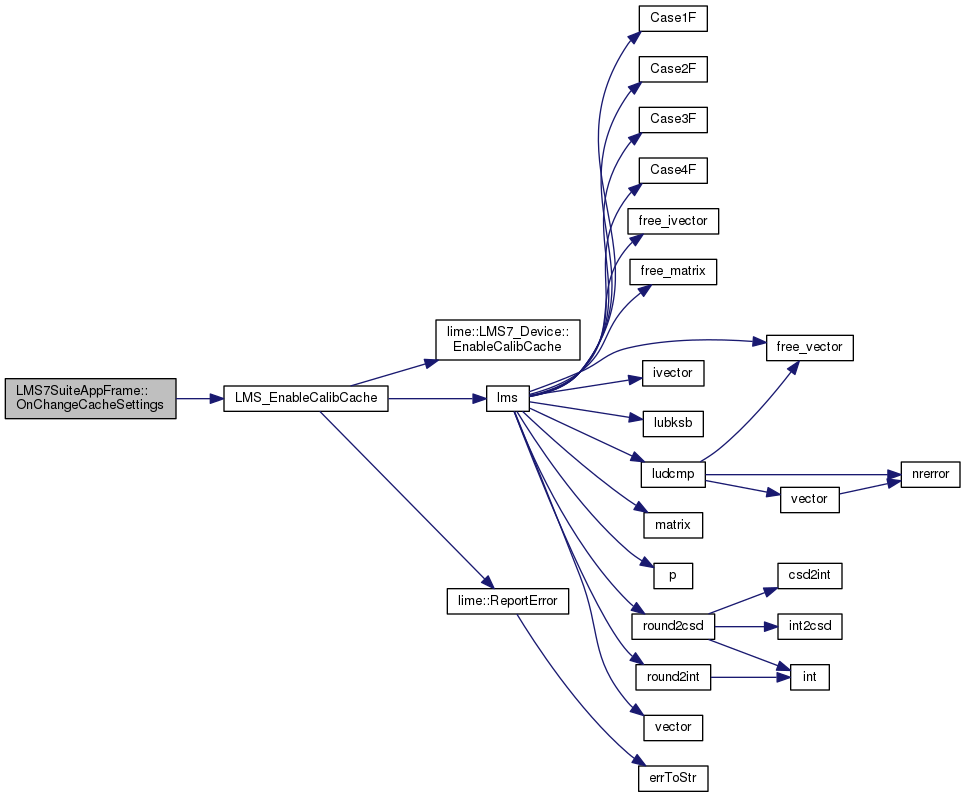 LMS7SuiteAppFrame::
OnChangeCacheSettings
LMS_EnableCalibCache
lime::LMS7_Device::
EnableCalibCache
lms
lime::ReportError
Case1F
Case2F
Case3F
Case4F
free_ivector
free_matrix
free_vector
ivector
lubksb
ludcmp
nrerror
vector
matrix
p
csd2int
round2csd
int2csd
round2int
int
vector
errToStr